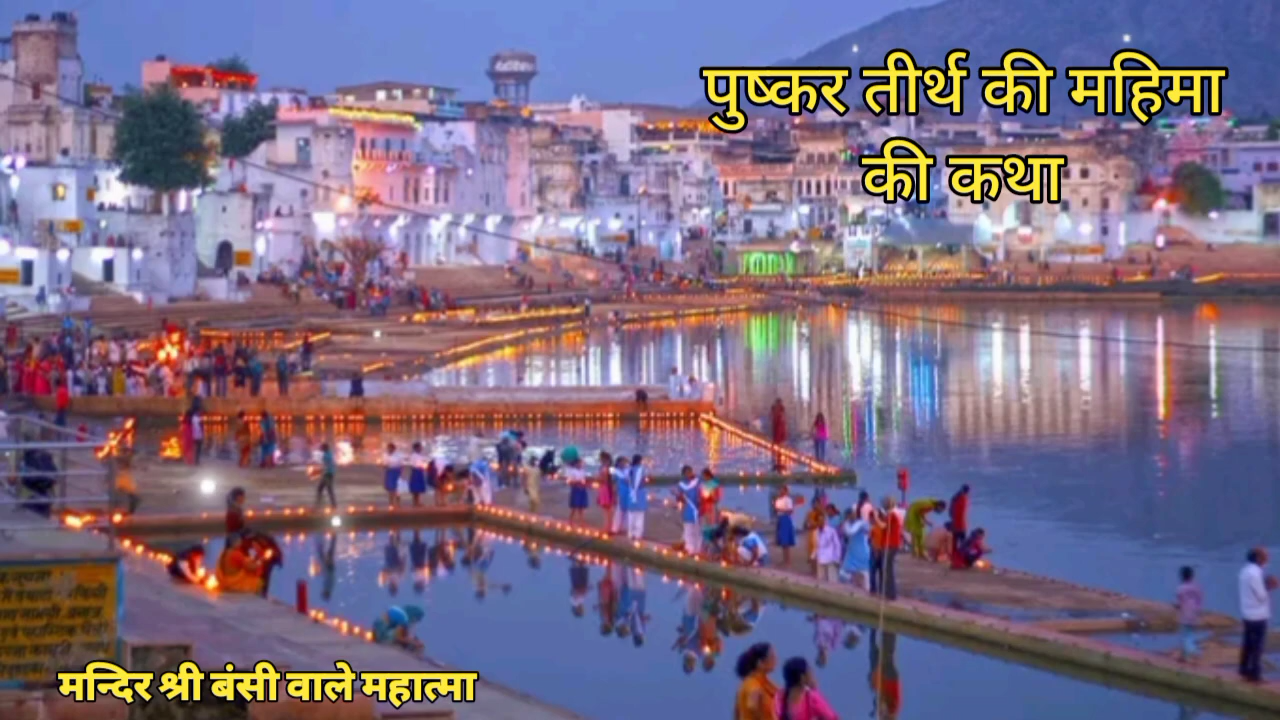 पुष्कर तीर्थ की महिमा
की कथा
मन्दिर श्री बंसी वाले महात्मा